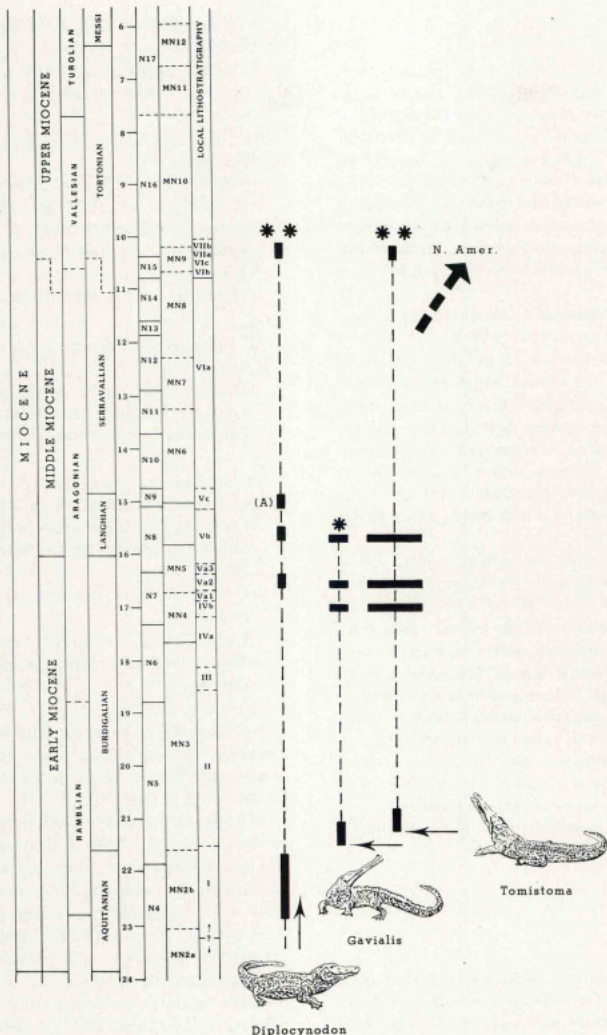 MIOCENE
UPPER MIOCENE
MIDDLE MIOCENE
EARLY MIOCENE
TUROLIAN
VALLESIAN
ARAGONIAN
RAMBLIAN
MESSI
TORTONIAN
SERRAVALLIAN
LANGHIAN
BURDIGALIAN
AQUITANIAN
6
7
8
9
10
11
12
13
14
15
16
17
18
19
20
21
22
23
24
N17
N16
N15
N14
N13
N12
N11
N10
N9
N8
N7
N6
N5
N4
MN12
MN11
MN10
MN9
MN8
MN7
MN6
MN5
MN4
MN3
MN2b
MN2a
LOCAL LITHOSTRATIGRAPHY
VIIb
VIIa
VIc
VIb
VIa
Vc
Vb
Va3
Va2
Va1
IVb
IVa
III
II
I
?
* *
* *
N. Amer.
(A)
*
Tomistoma
Gavialis
Diplocynodon